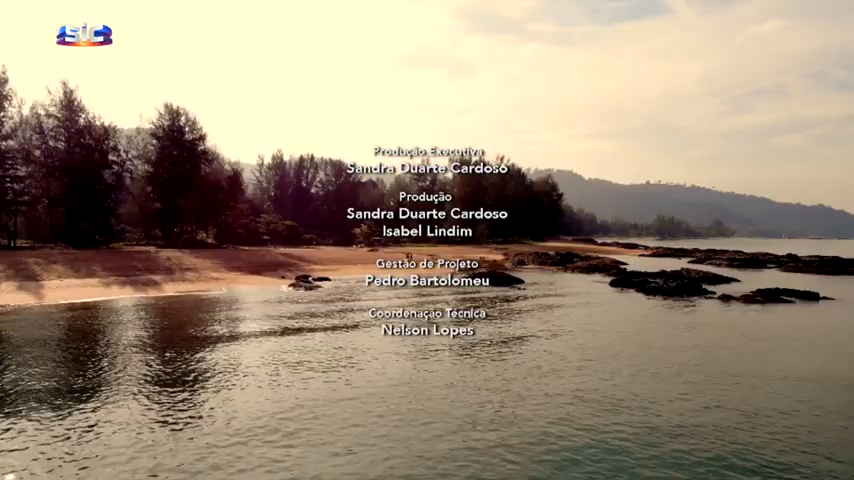 SIC
Produção Executiva
Sandra Duarte Cardoso
Produção
Sandra Duarte Cardoso
Isabel Lindim
Gestão de Projeto
Pedro Bartolomeu
Coordenação Técnica
Nelson Lopes